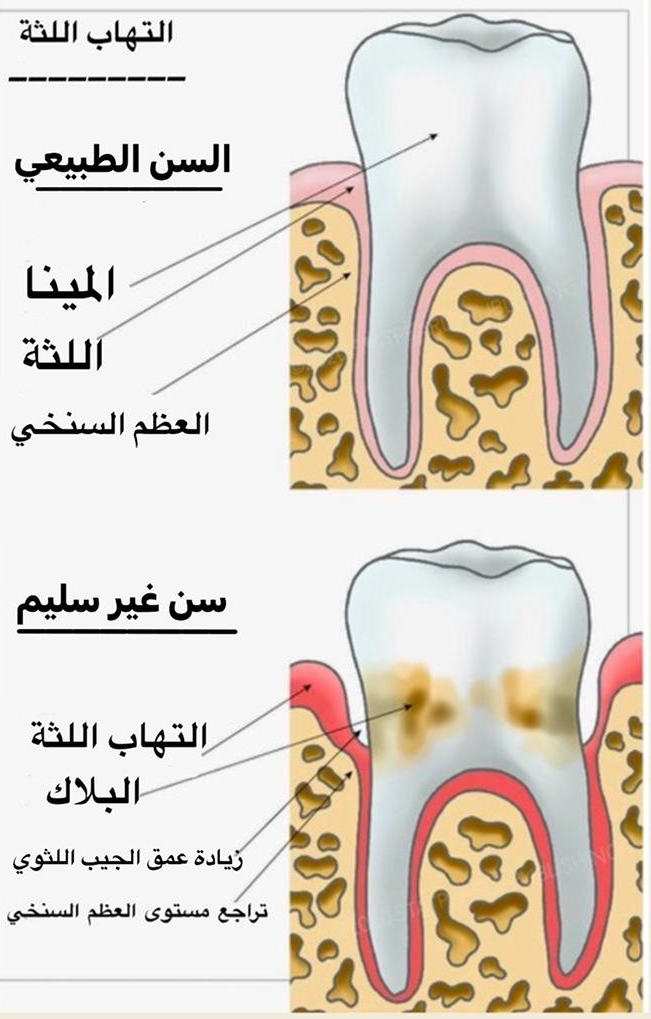 التهاب اللثة
السن الطبيعي
المينا
اللثة
العظم السنخي
سن غير سليم
التهاب اللثة
البلاك
زيادة عمق الجيب اللثوي
تراجع مستوى العظم السنخي